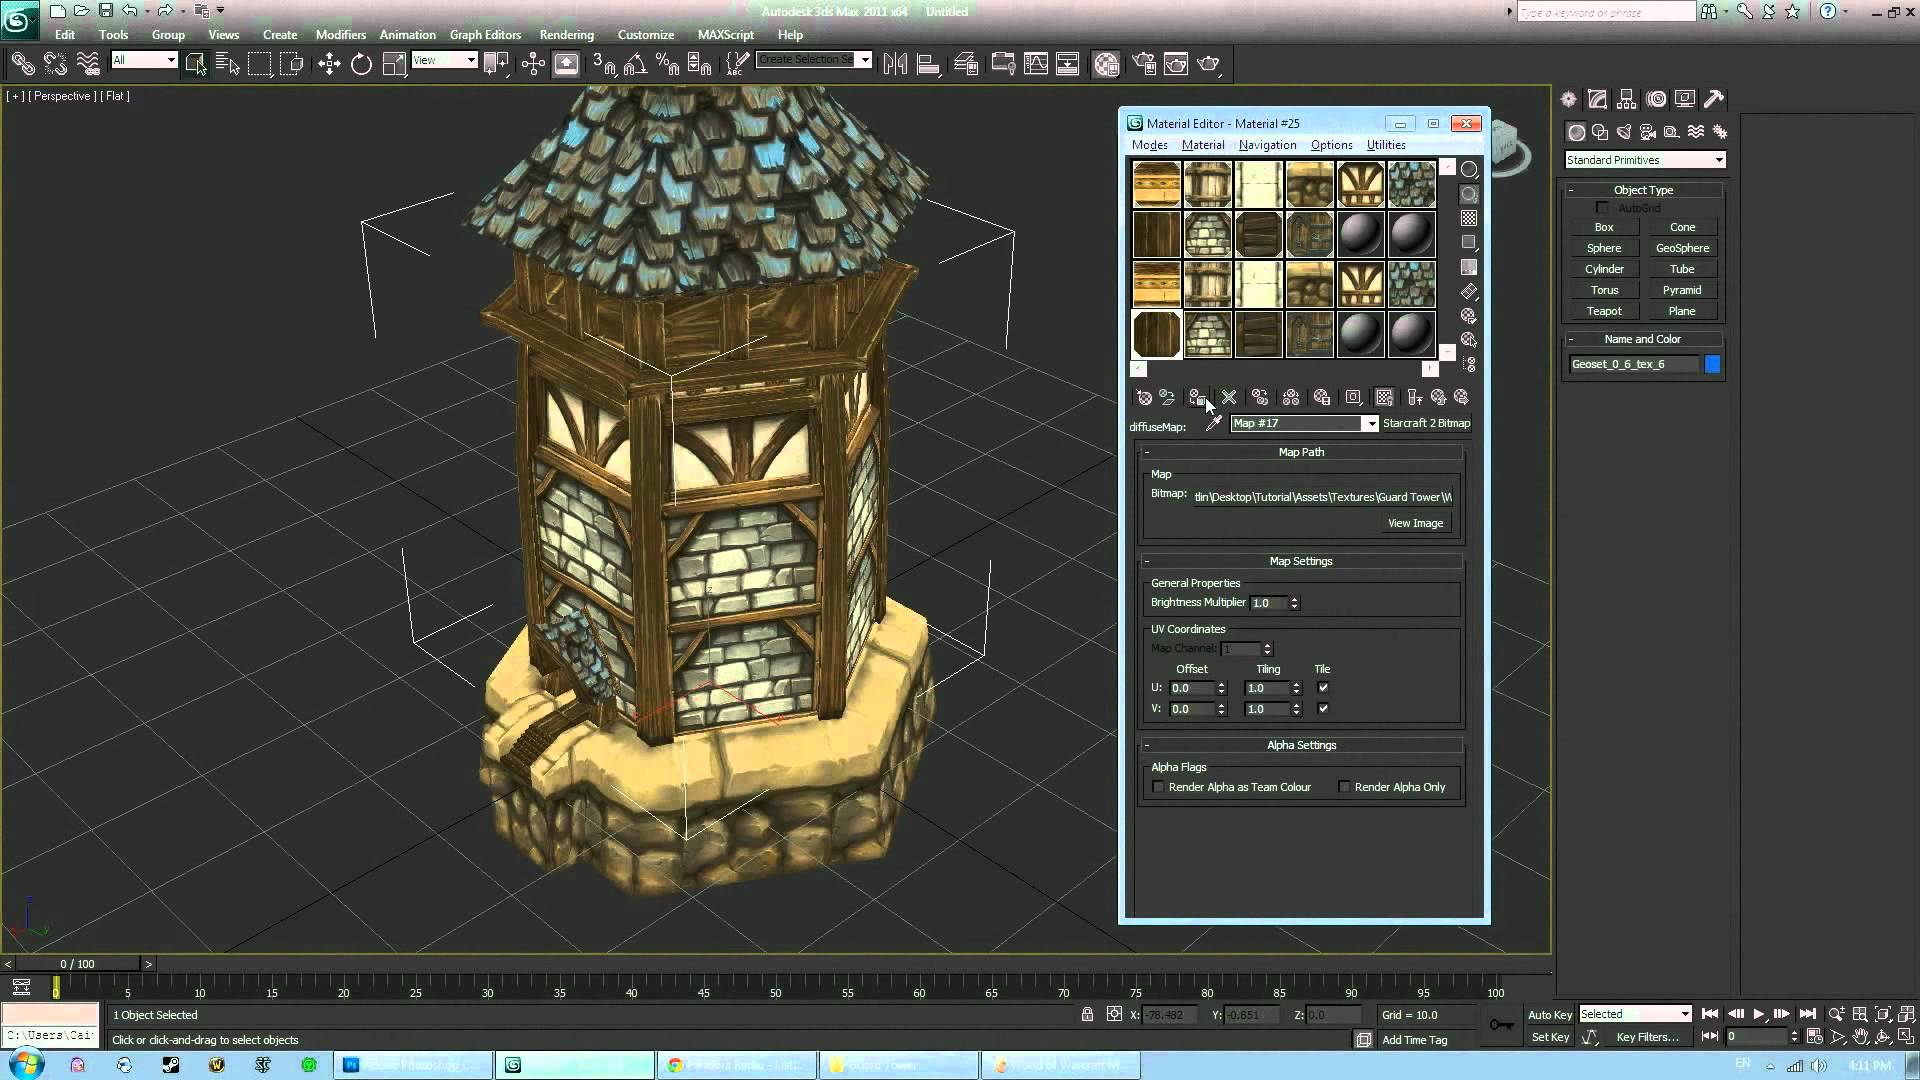 Autodesk 3ds Max 2011 x64    Untitled
Type a keyword or phrase
Edit Tools Group Views Create Modifiers Animation Graph Editors Rendering Customize MAXScript Help
All
View
3
%
ABC
Create Selection Se
[ + ] [ Perspective ] [ Flat ]
Material Editor - Material #25
Modes Material Navigation Options Utilities
diffuseMap:
Map #17
Starcraft 2 Bitmap
- Map Path
Map
Bitmap: tlin\Desktop\Tutorial\Assets\Textures\Guard Tower\W
View Image
- Map Settings
General Properties
Brightness Multiplier 1.0
UV Coordinates
Map Channel: 1
Offset Tiling Tile
U: 0.0 1.0
V: 0.0 1.0
- Alpha Settings
Alpha Flags
Render Alpha as Team Colour
Render Alpha Only
Standard Primitives
- Object Type
AutoGrid
Box Cone
Sphere GeoSphere
Cylinder Tube
Torus Pyramid
Teapot Plane
- Name and Color
Geoset_0_6_tex_6
< 0 / 100 >
0 5 10 15 20 25 30 35 40 45 50 55 60 65 70 75 80 85 90 95 100
1 Object Selected
X: -78.482 Y: -0.851 Z: 0.0
Grid = 10.0
Auto Key Selected
C:\Users\Cai
Click or click-and-drag to select objects
Add Time Tag
Set Key
Key Filters...
0
Ps Adobe Photoshop C...
Untitled - Autodesk
Pandora Radio - List...
Guard Tower
World of Warcraft M...
EN
4:11 PM